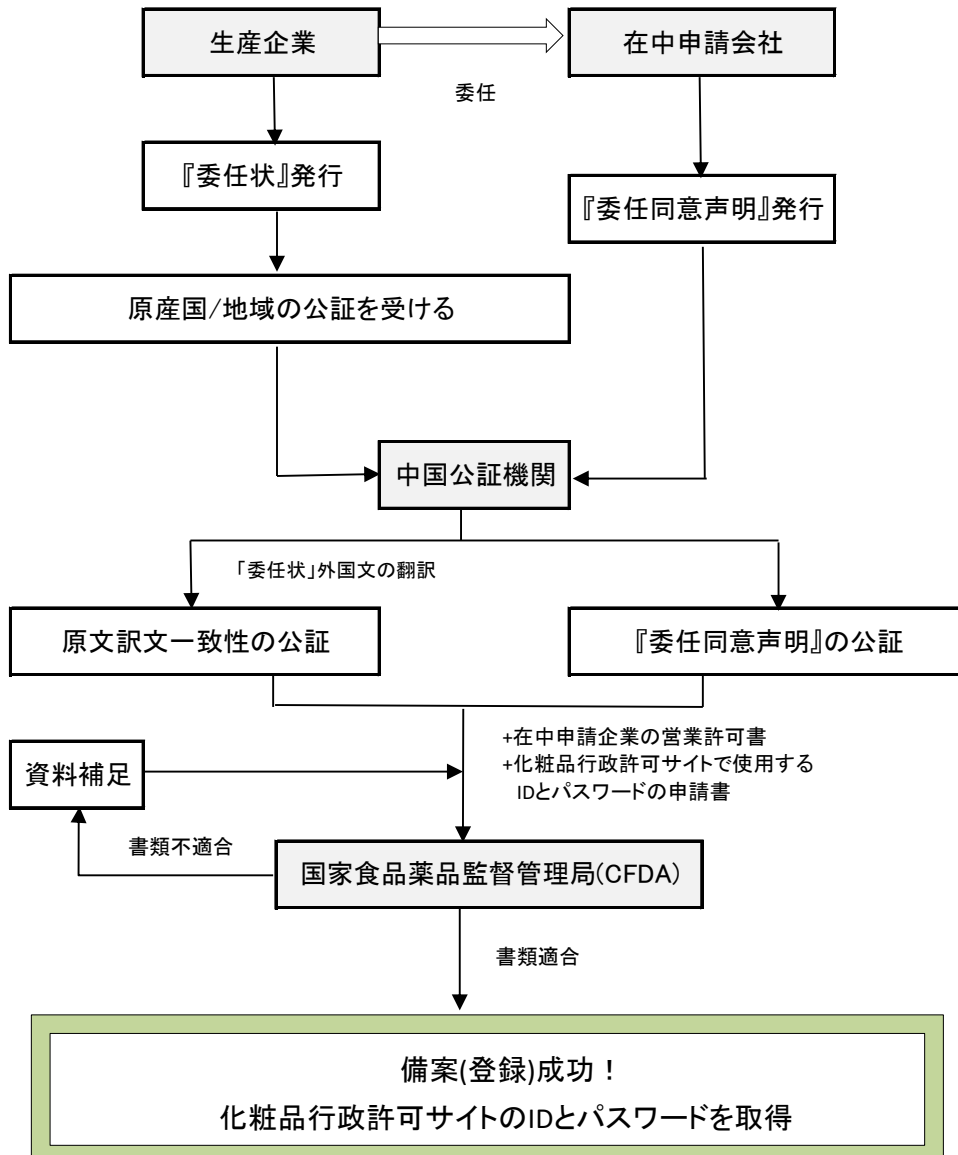 生産企業
在中申請会社
委任
『委任状』発行
『委任同意声明』発行
原産国/地域の公証を受ける
中国公証機関
「委任状」外国文の翻訳
原文訳文一致性の公証
『委任同意声明』の公証
+在中申請企業の営業許可書
+化粧品行政許可サイトで使用する
IDとパスワードの申請書
資料補足
書類不適合
国家食品薬品監督管理局(CFDA)
書類適合
備案(登録)成功！
化粧品行政許可サイトのIDとパスワードを取得